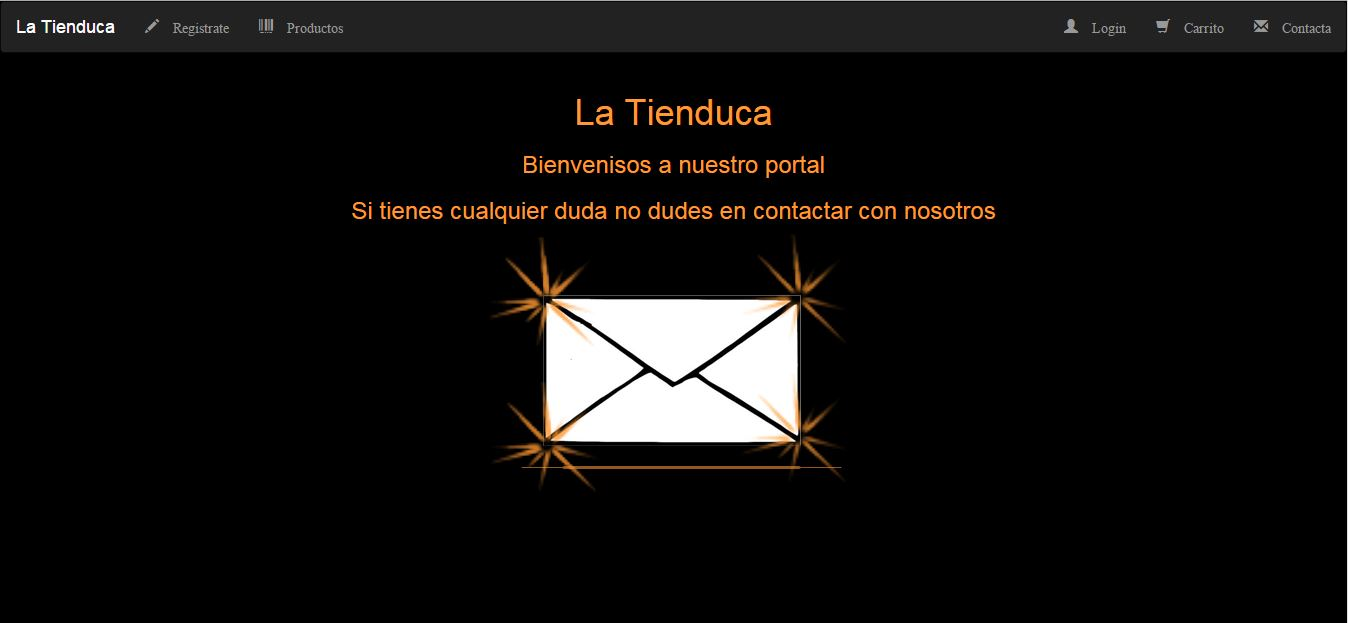 La Tienduca Registrate Productos Login Carrito Contacta
La Tienduca
Bienvenisos a nuestro portal
Si tienes cualquier duda no dudes en contactar con nosotros